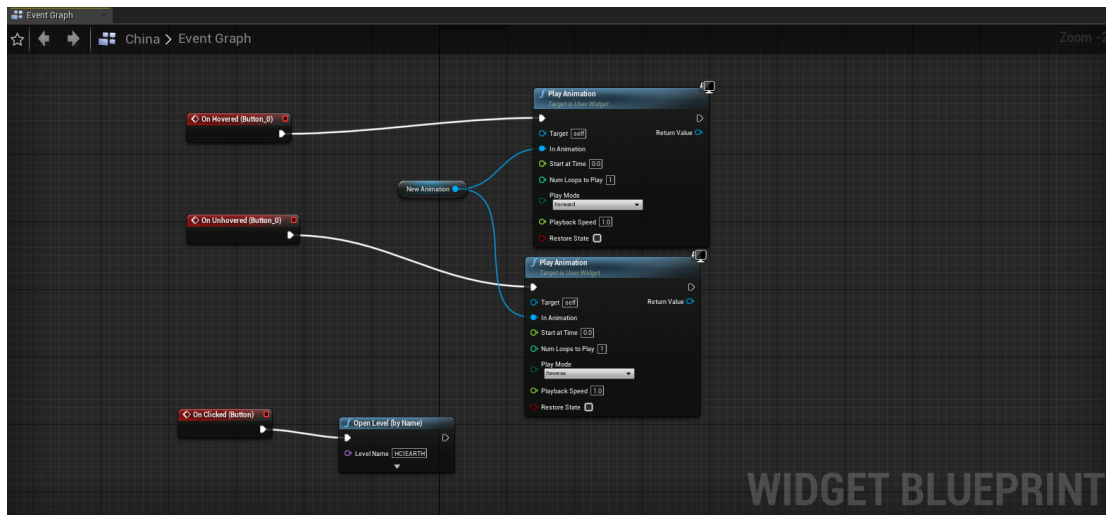 Event Graph
China > Event Graph
Zoom -2
On Hovered (Button_0)
Play Animation
Target is User Widget
Target self
Return Value
In Animation
Start at Time 0.0
Num Loops to Play 1
Play Mode
Forward
Playback Speed 1.0
Restore State
New Animation
On Unhovered (Button_0)
Play Animation
Target is User Widget
Target self
Return Value
In Animation
Start at Time 0.0
Num Loops to Play 1
Play Mode
Reverse
Playback Speed 1.0
Restore State
On Clicked (Button)
Open Level (by Name)
Level Name HCIEARTH
WIDGET BLUEPRINT